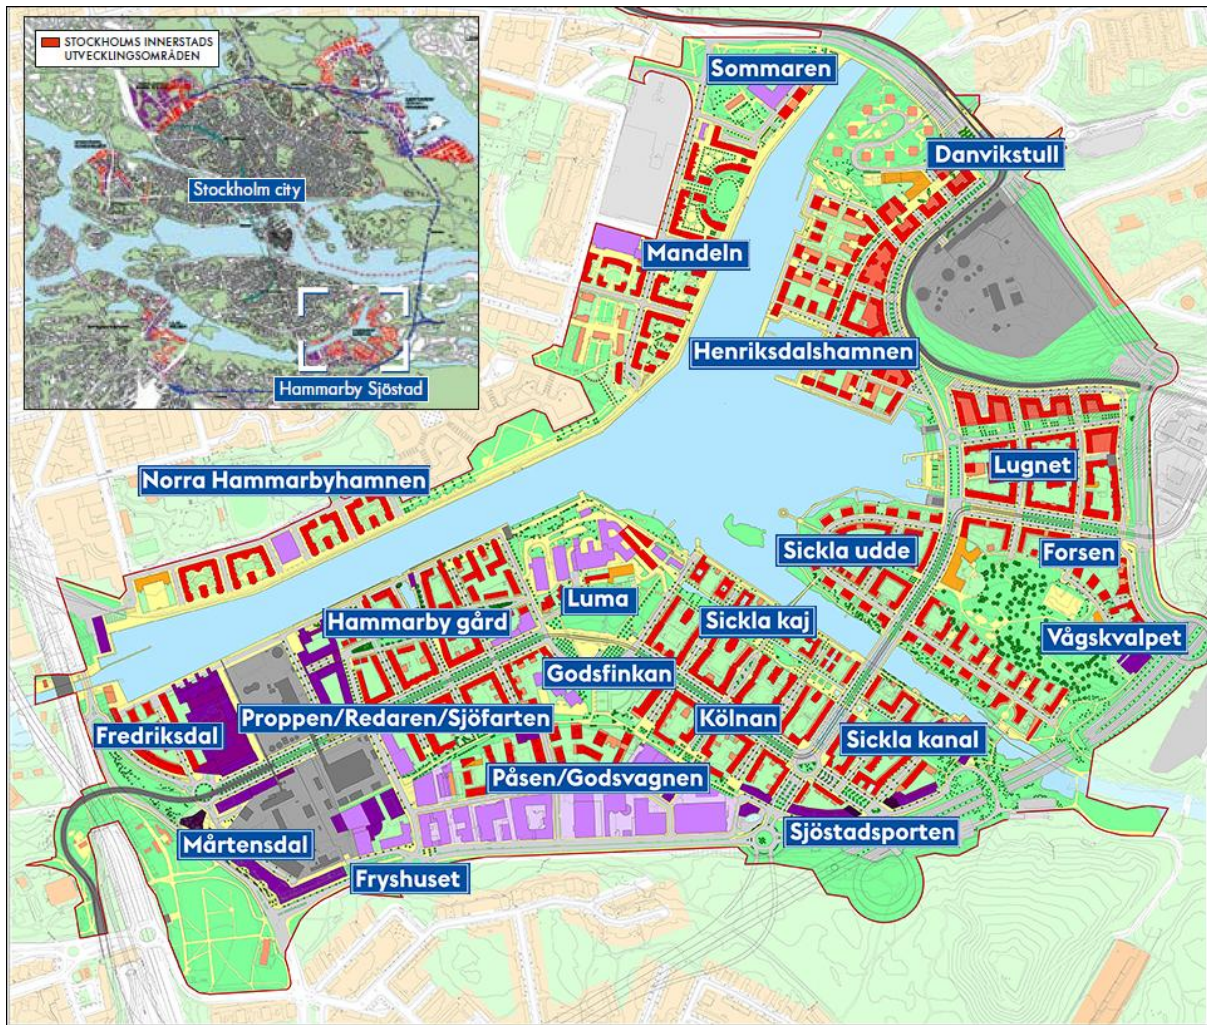 STOCKHOLMS INNERSTADS
UTVECKLINGSOMRÅDEN
Stockholm city
Hammarby Sjöstad
Sommaren
Danvikstull
Mandeln
Henriksdalshamnen
Lugnet
Norra Hammarbyhamnen
Sickla udde
Forsen
Luma
Hammarby gård
Sickla kaj
Vågskvalpet
Godsfinkan
Proppen/Redaren/Sjöfarten
Kölnan
Fredriksdal
Sickla kanal
Påsen/Godsvagnen
Sjöstadsporten
Mårtensdal
Fryshuset